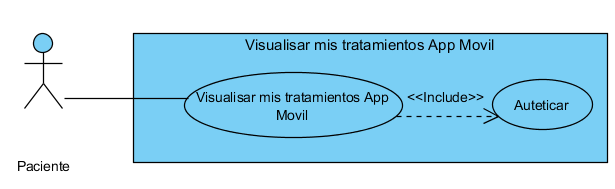 Visualisar mis tratamientos App Movil
Visualisar mis tratamientos App
Movil
<<Include>>
Auteticar
Paciente